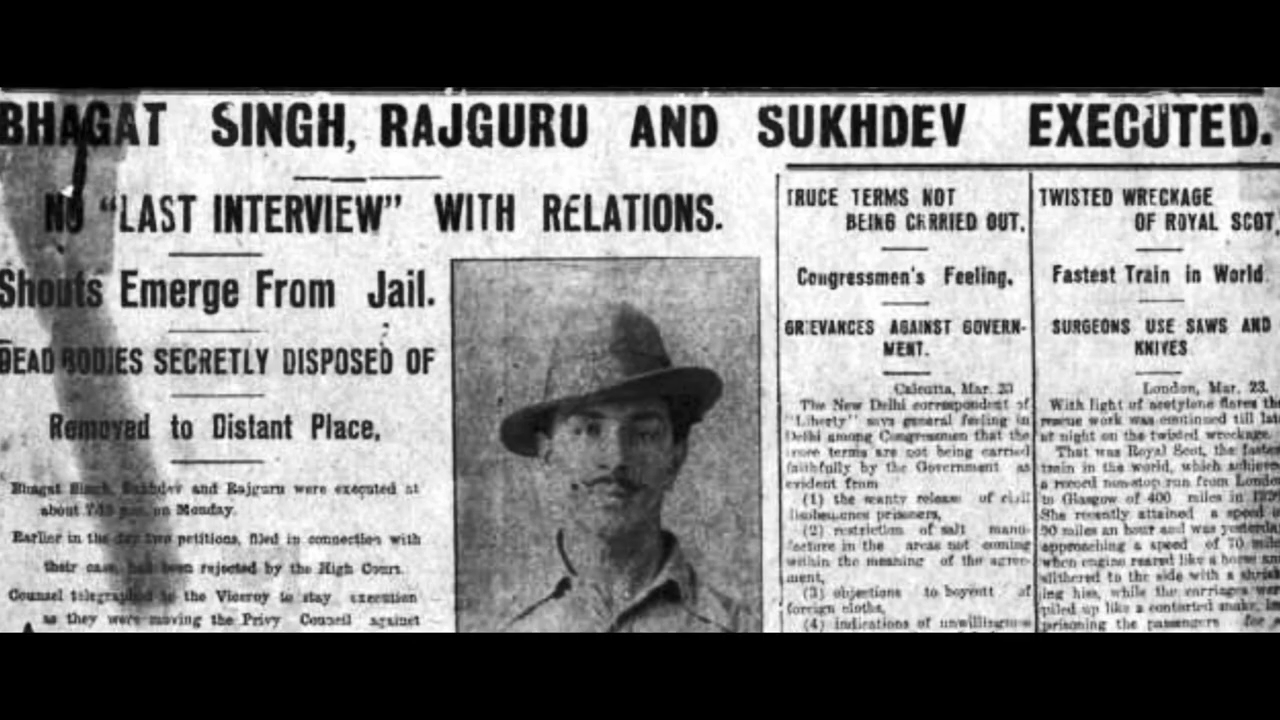 BHAGAT SINGH, RAJGURU AND SUKHDEV EXECUTED.
NO "LAST INTERVIEW" WITH RELATIONS.
Shouts Emerge From Jail.
DEAD BODIES SECRETLY DISPOSED OF
Removed to Distant Place.
Bhagat Singh, Sukhdev and Rajguru were executed at
about 7-15 p.m. on Monday.
Earlier in the day two petitions, filed in connection with
their case, had been rejected by the High Court.
Counsel telegraphed to the Viceroy to stay execution
as they were moving the Privy Council against
TRUCE TERMS NOT
BEING CARRIED OUT.
Congressmen's Feeling.
GRIEVANCES AGAINST GOVERN-
MENT.
Calcutta, Mar. 23
The New Delhi correspondent of
"Liberty" says general feeling in
Delhi among Congressmen that the
truce terms are not being carried
faithfully by the Government as
evident from
(1) the scanty release of civil
disobedience prisoners,
(2) restriction of salt manu-
facture in the areas not coming
within the meaning of the agree-
ment,
(3) objections to boycott of
foreign cloths,
(4) indications of unwillingness
TWISTED WRECKAGE
OF ROYAL SCOT.
Fastest Train in World
SURGEONS USE SAWS AND
KNIVES
London, Mar. 23.
With light of acetylene flares the
rescue work was continued till late
at night on the twisted wreckage.
That was Royal Scot, the fastest
train in the world, which achieved
a record non-stop run from London
to Glasgow of 400 miles in
She recently attained a speed of
90 miles an hour and was yesterday
approaching a speed of 70 miles
when engine reared like a horse and
slithered to the side with a shriek-
ing hiss, while the carriages were
piled up like a contorted snake, im-
prisoning the passengers for